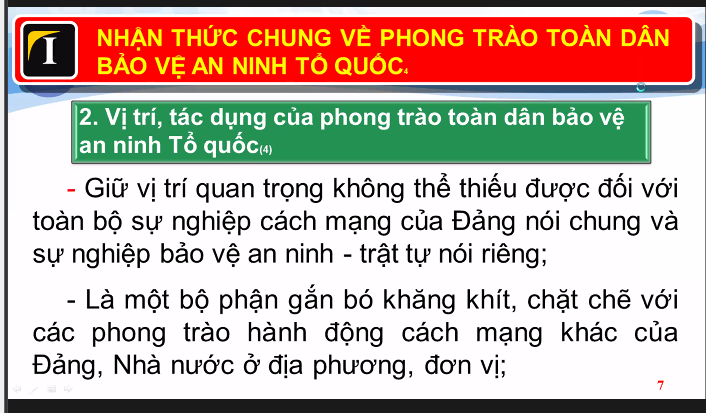 I
NHẬN THỨC CHUNG VỀ PHONG TRÀO TOÀN DÂN
BẢO VỆ AN NINH TỔ QUỐC4
2. Vị trí, tác dụng của phong trào toàn dân bảo vệ
an ninh Tổ quốc(4)
- Giữ vị trí quan trọng không thể thiếu được đối với
toàn bộ sự nghiệp cách mạng của Đảng nói chung và
sự nghiệp bảo vệ an ninh - trật tự nói riêng;
- Là một bộ phận gắn bó khăng khít, chặt chẽ với
các phong trào hành động cách mạng khác của
Đảng, Nhà nước ở địa phương, đơn vị;
7